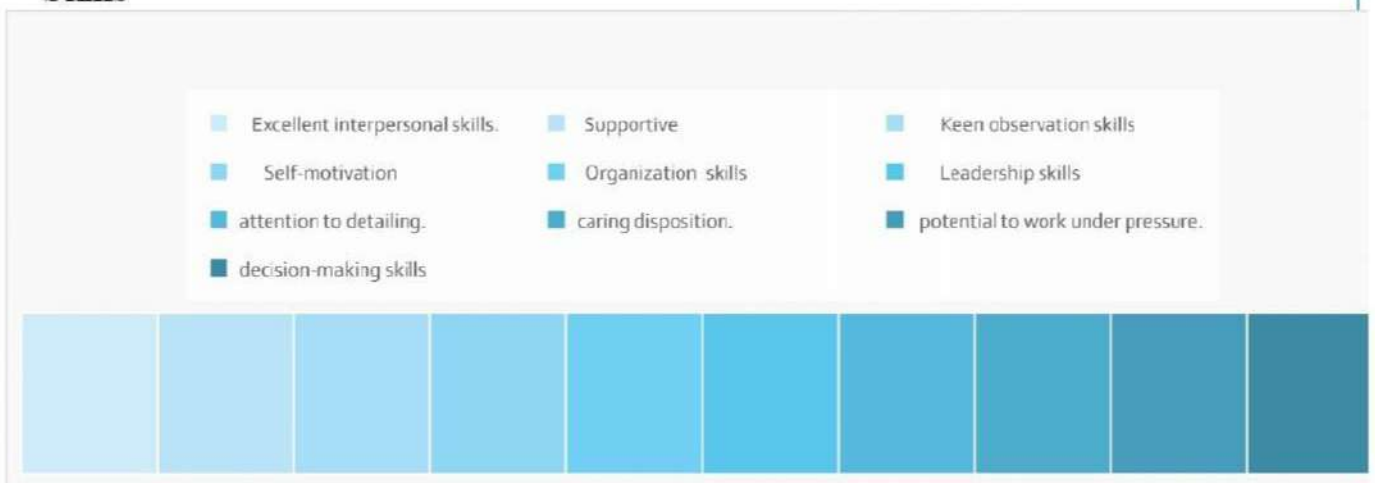 Excellent interpersonal skills. Supportive Keen observation skills
Self-motivation Organization skills Leadership skills
attention to detailing. caring disposition. potential to work under pressure.
decision-making skills